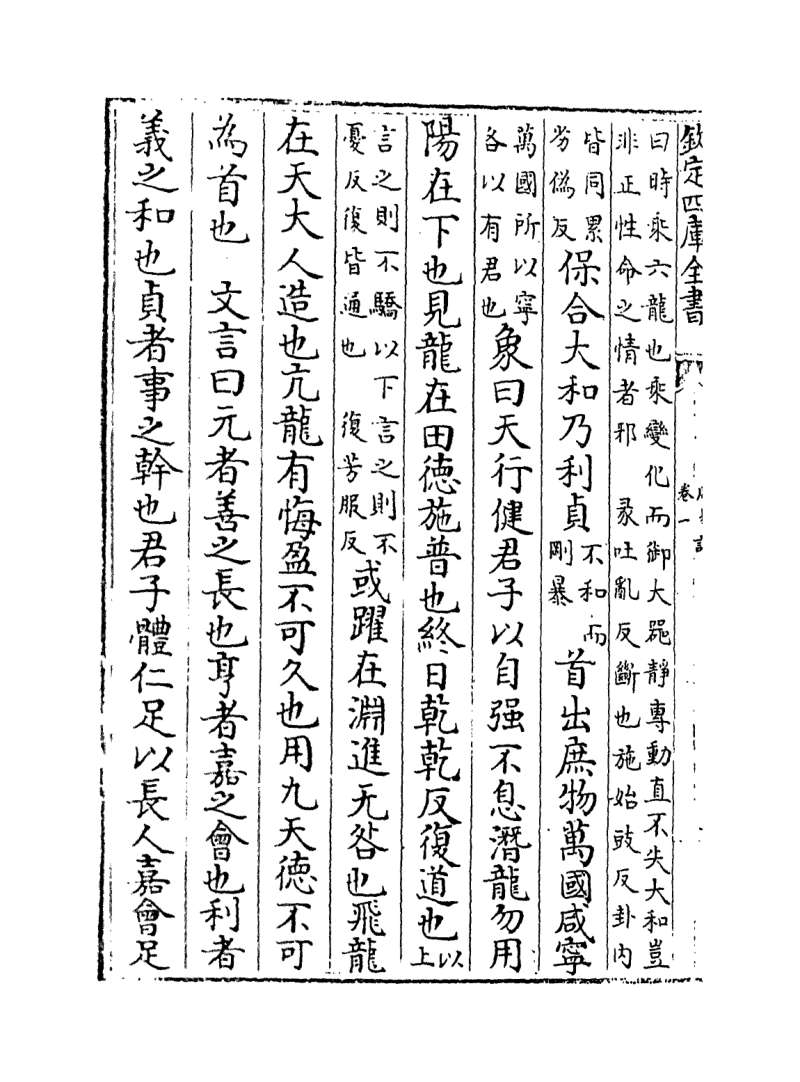 欽定四庫全書
卷一
曰時乘六龍也乘變化而御大器靜專動直不失大和豈
非正性命之情者邪 彖吐亂反斷也施始豉反卦内
皆同累劣偽反保合大和乃利貞不和而剛暴首出庶物萬國咸寧
萬國所以寧各以有君也象曰天行健君子以自强不息潛龍勿用
陽在下也見龍在田德施普也終日乾乾反復道也以上
言之則不驕以下言之則不憂反復皆通也 復芳服反或躍在淵進无咎也飛龍
在天大人造也亢龍有悔盈不可久也用九天德不可
為首也 文言曰元者善之長也亨者嘉之會也利者
義之和也貞者事之幹也君子體仁足以長人嘉會足